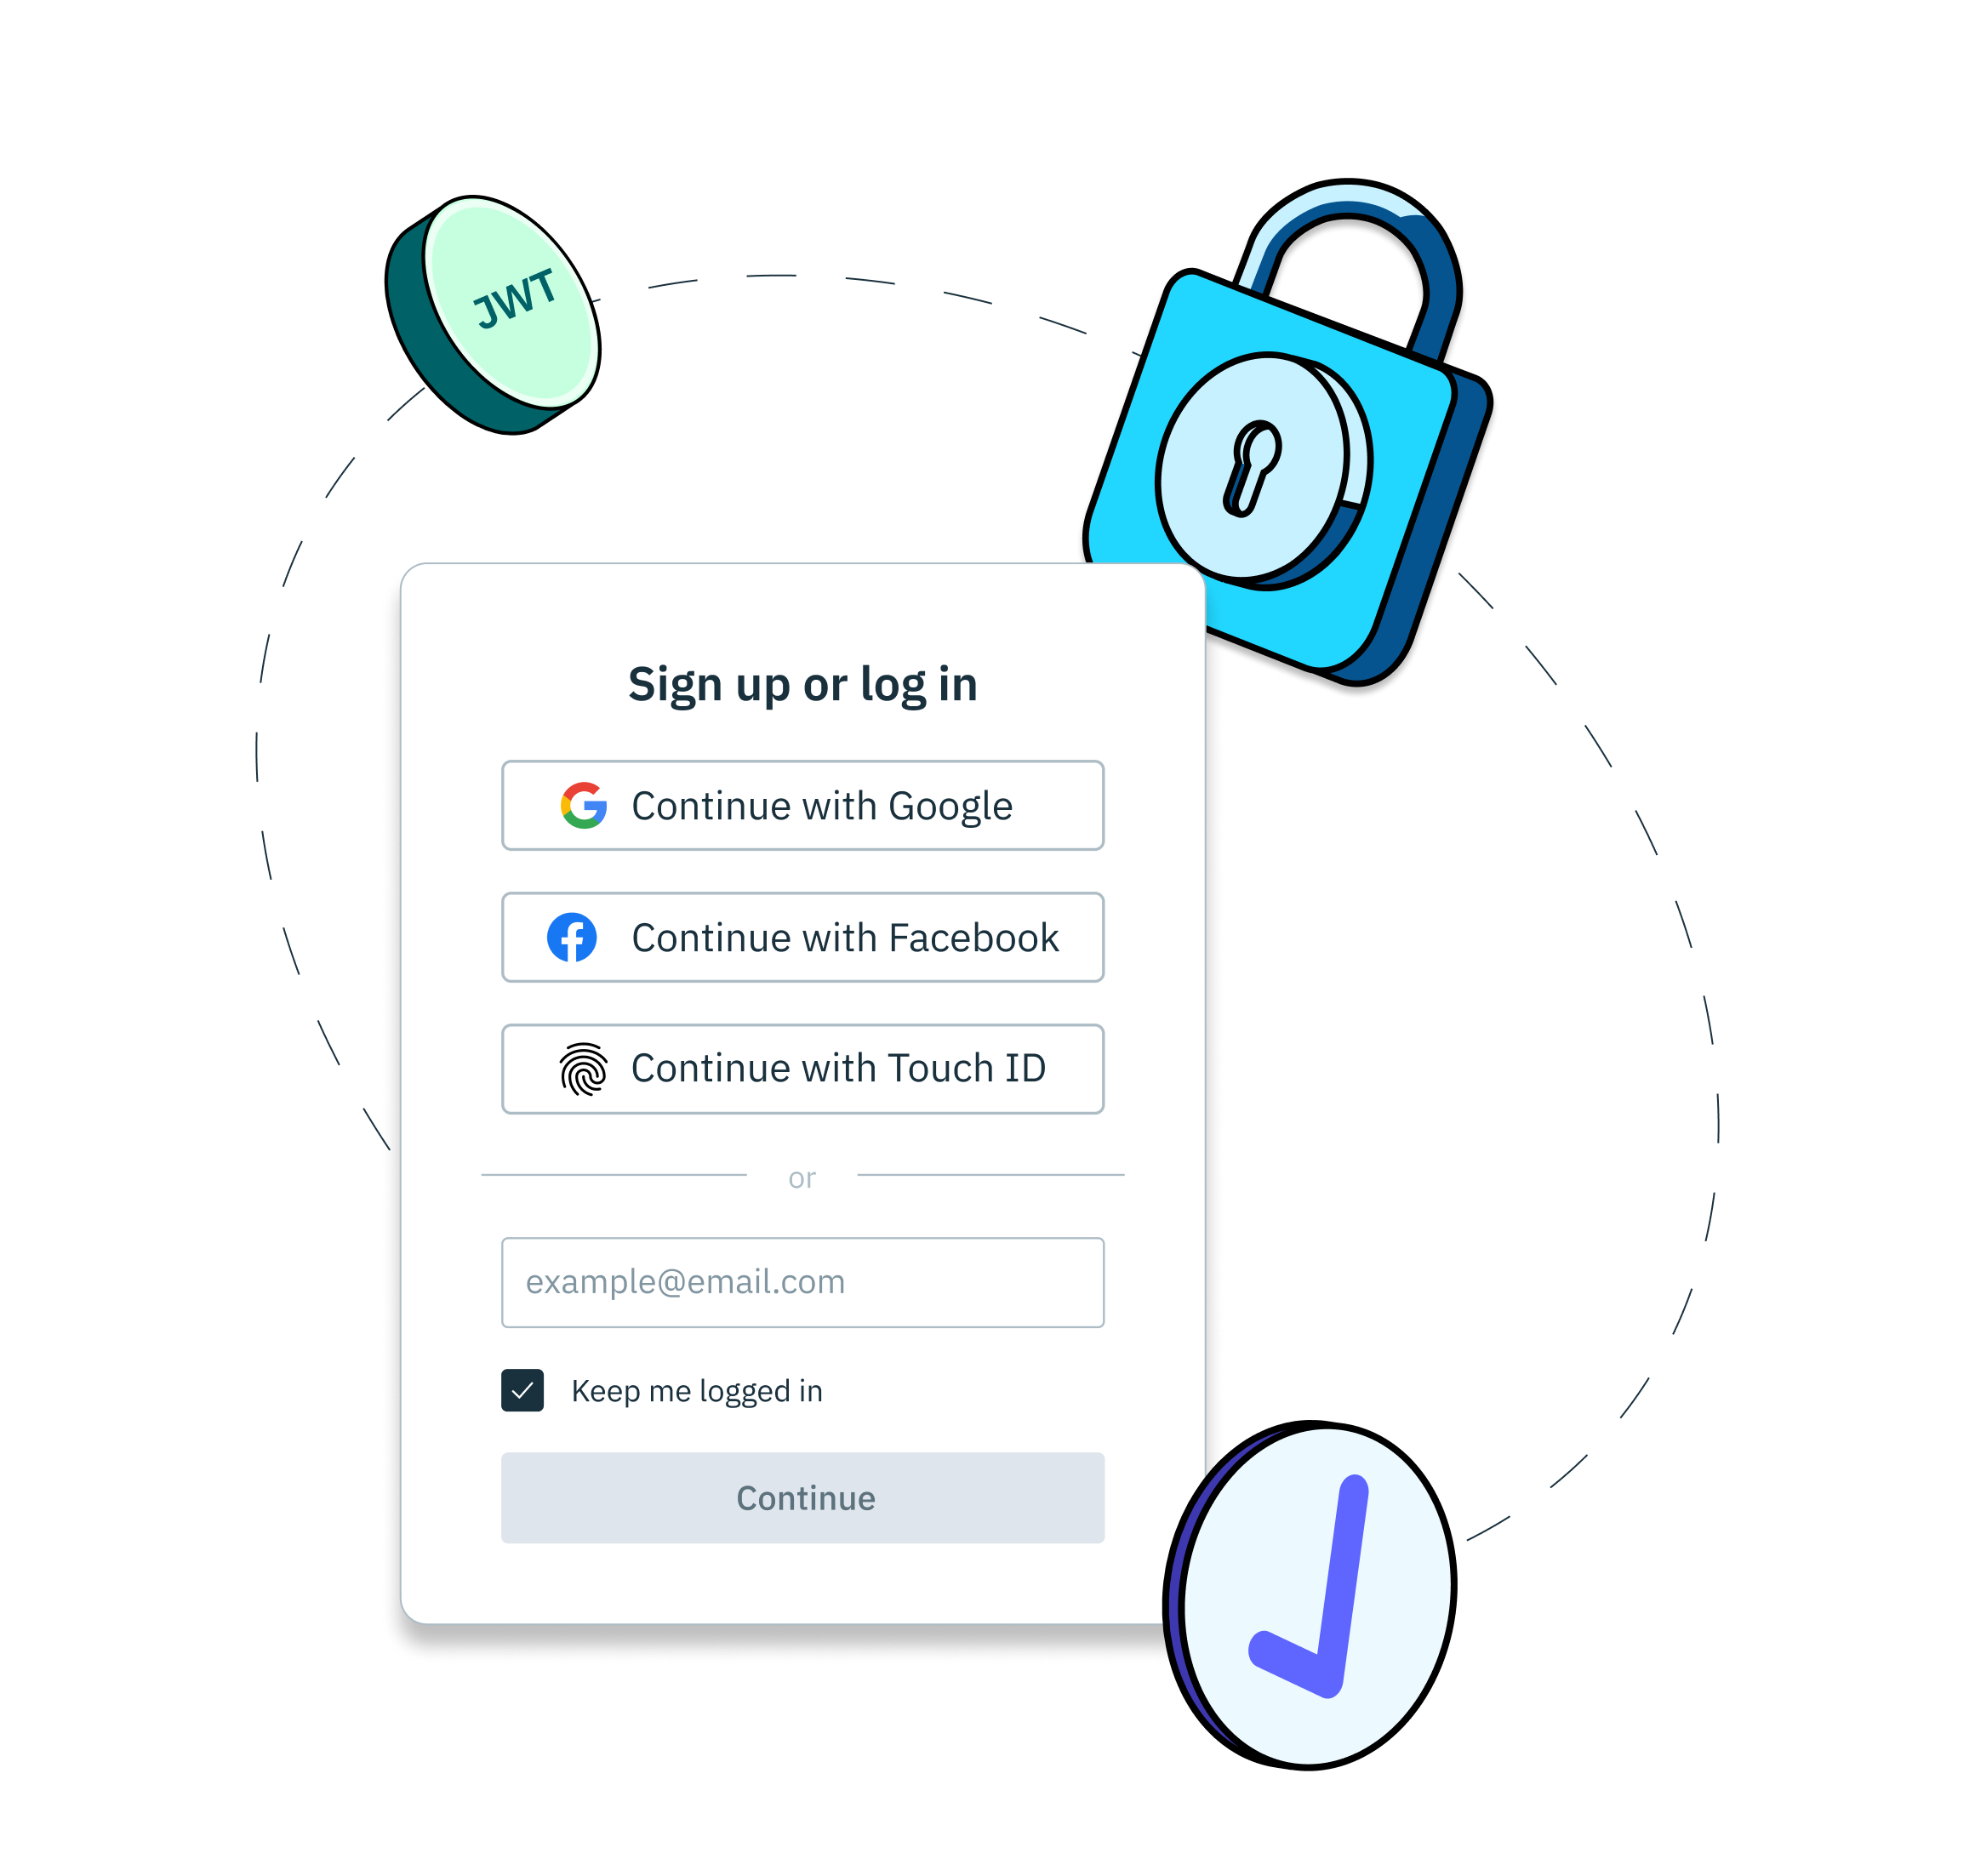 JWT
Sign up or log in
Continue with Google
Continue with Facebook
Continue with Touch ID
or
example@email.com
Keep me logged in
Continue